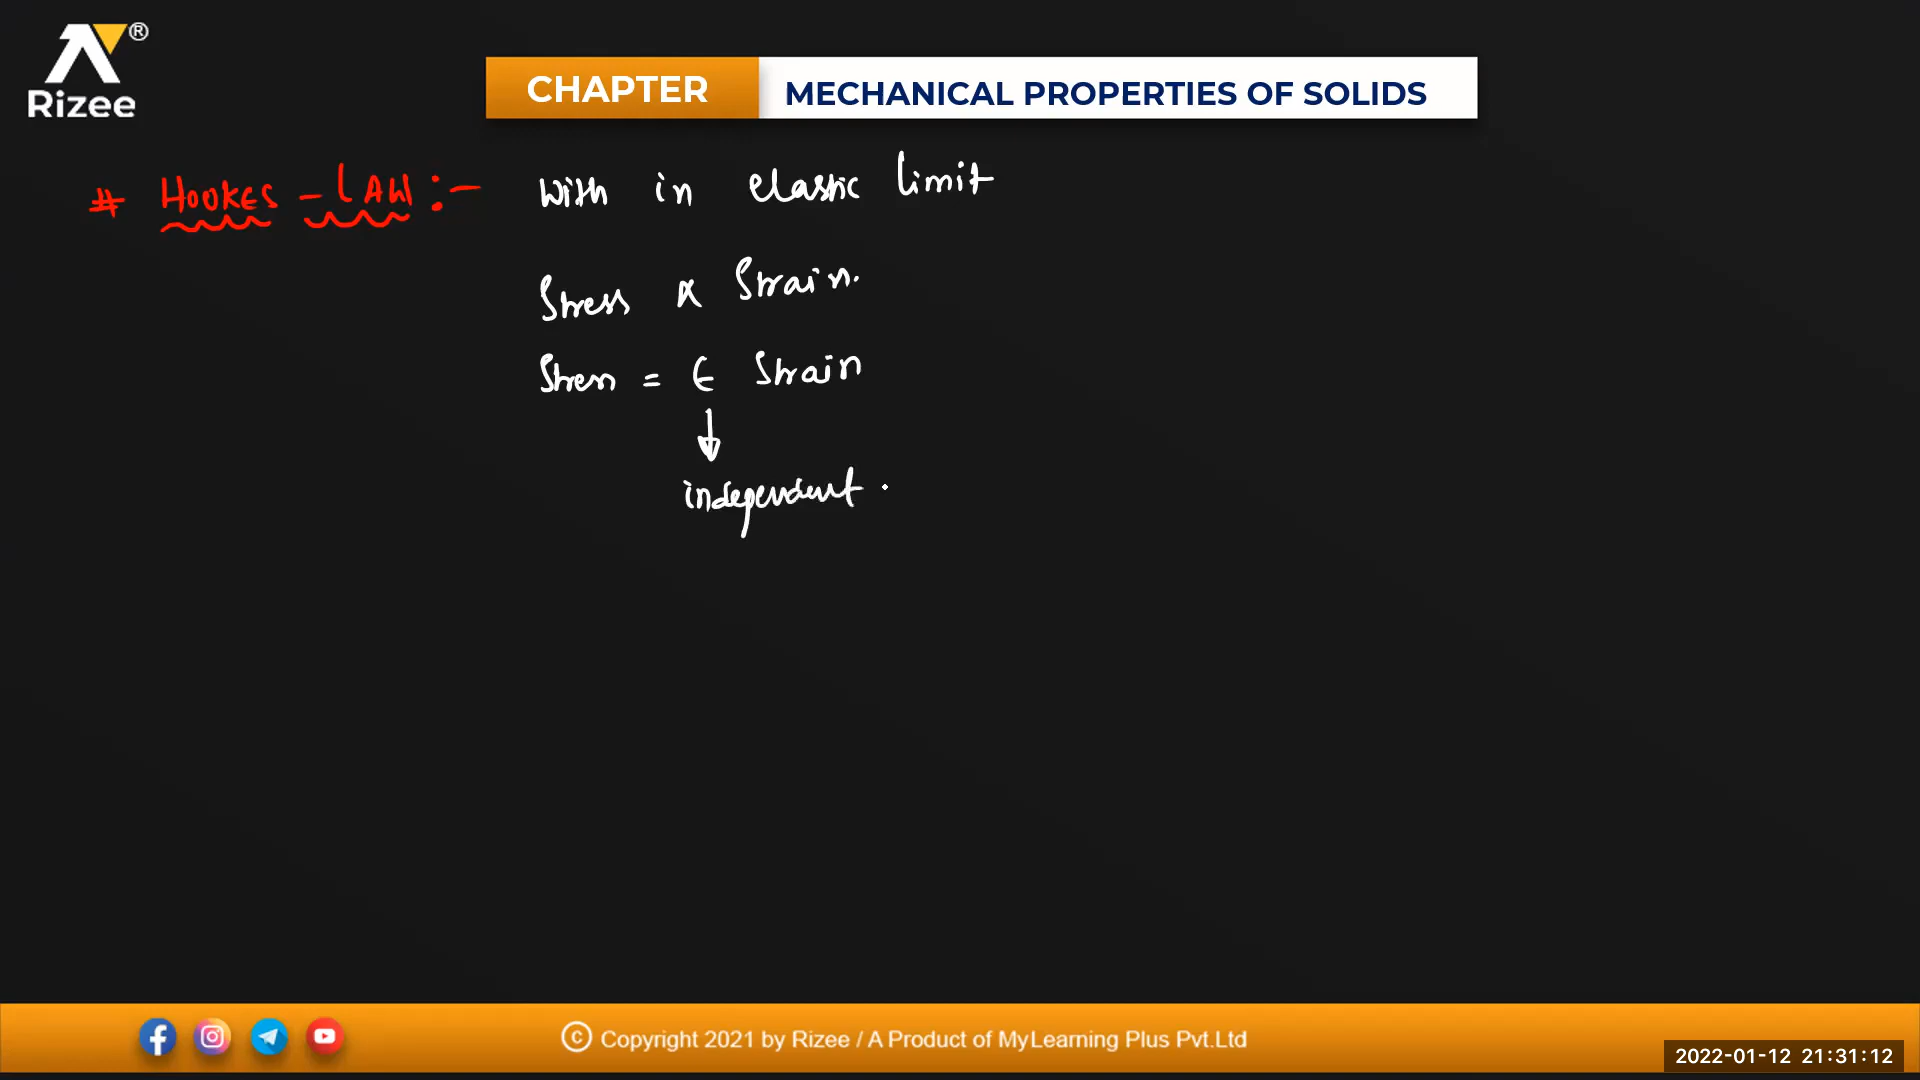 Rizee®
CHAPTER MECHANICAL PROPERTIES OF SOLIDS
# HOOKES - LAW :- With in elastic limit
Stress ∝ Strain.
Stress = E Strain
↓
independent .
© Copyright 2021 by Rizee / A Product of MyLearning Plus Pvt.Ltd
2022-01-12 21:31:12